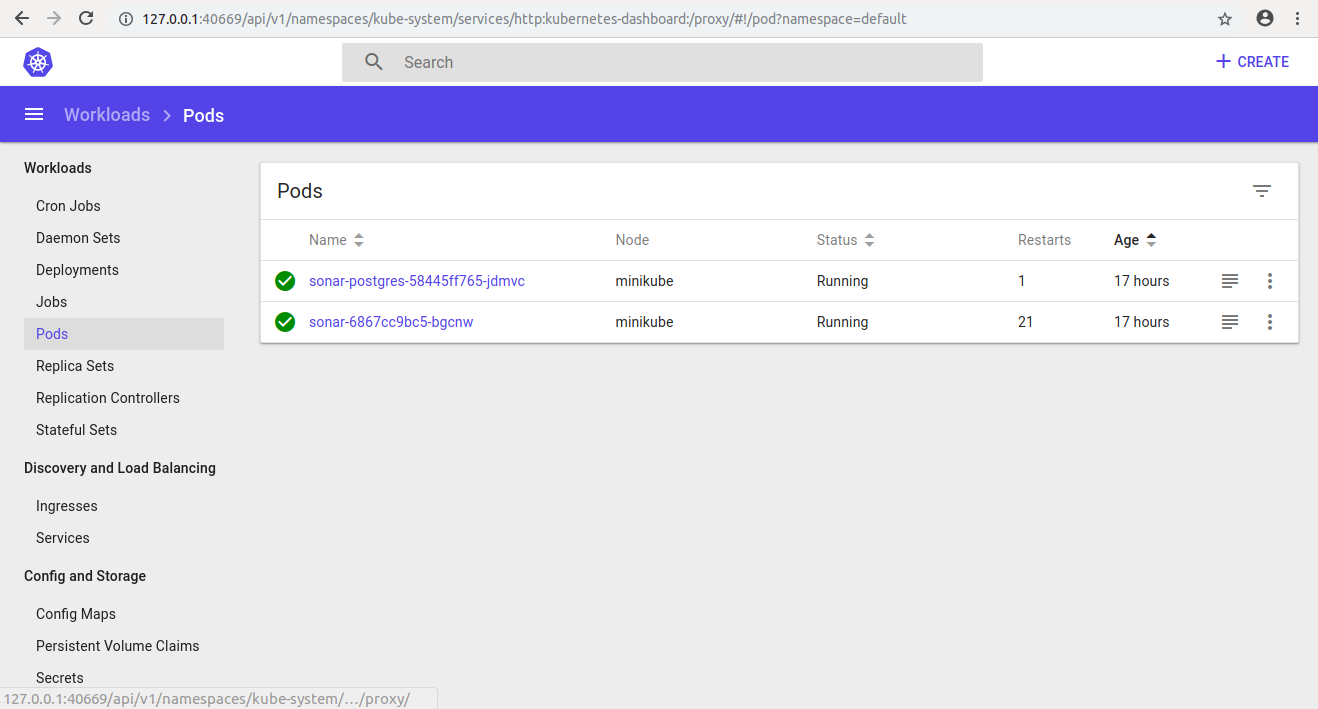 127.0.0.1:40669/api/v1/namespaces/kube-system/services/http:kubernetes-dashboard:/proxy/#!/pod?namespace=default
Search
CREATE
Workloads > Pods
Workloads
Cron Jobs
Daemon Sets
Deployments
Jobs
Pods
Replica Sets
Replication Controllers
Stateful Sets
Discovery and Load Balancing
Ingresses
Services
Config and Storage
Config Maps
Persistent Volume Claims
Secrets
Pods
Name Node Status Restarts Age
sonar-postgres-58445ff765-jdmvc minikube Running 1 17 hours
sonar-6867cc9bc5-bgcnw minikube Running 21 17 hours
127.0.0.1:40669/api/v1/namespaces/kube-system/…/proxy/